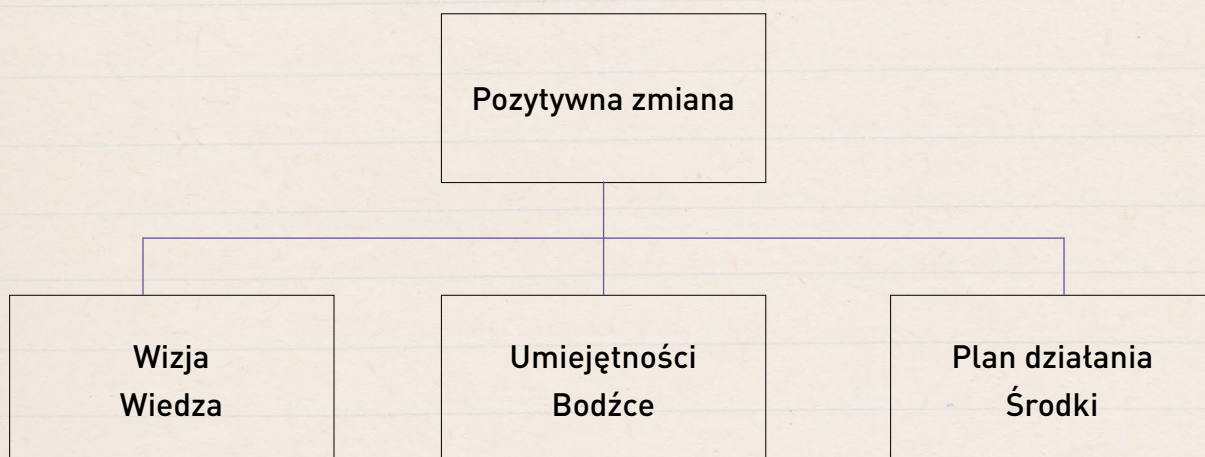 Pozytywna zmiana
Wizja
Wiedza
Umiejętności
Bodźce
Plan działania
Środki